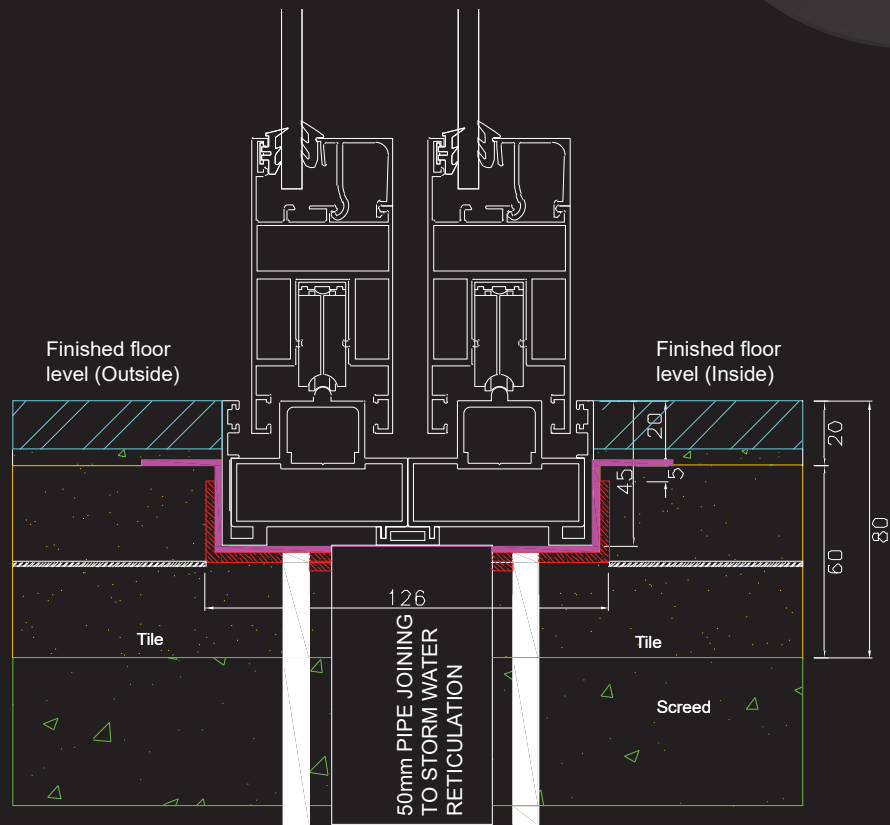 Finished floor
level (Outside)
Finished floor
level (Inside)
20
45
5
20
60
80
126
Tile
Tile
Screed
50mm PIPE JOINING
TO STORM WATER
RETICULATION